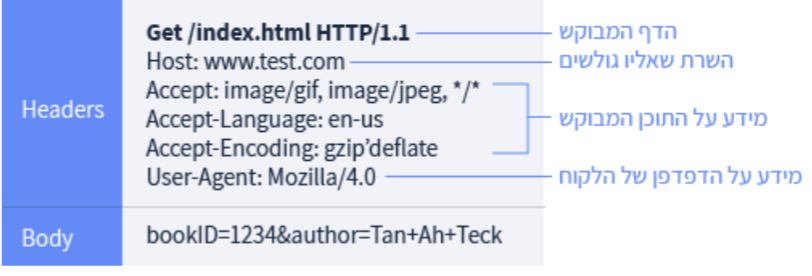 Headers
Get /index.html HTTP/1.1
הדף המבוקש
Host: www.test.com
השרת שאליו גולשים
Accept: image/gif, image/jpeg, */*
Accept-Language: en-us
מידע על התוכן המבוקש
Accept-Encoding: gzip'deflate
User-Agent: Mozilla/4.0
מידע על הדפדפן של הלקוח
Body
bookID=1234&author=Tan+Ah+Teck